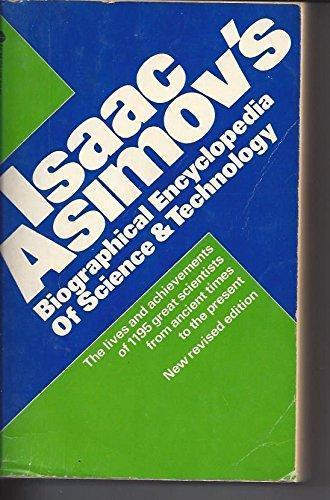 Isaac
Asimov's
Biographical Encyclopedia
Of Science & Technology
The lives and achievements
of 1195 great scientists
from ancient times
to the present
New revised edition